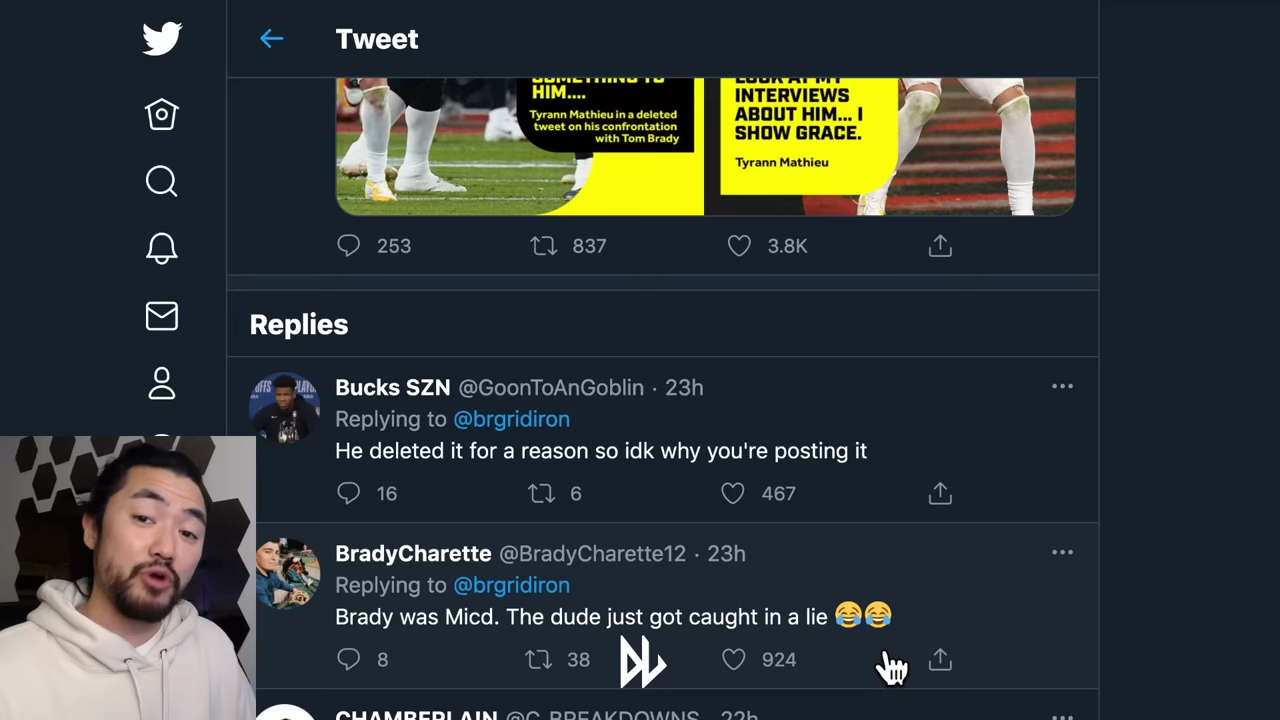 Tweet
SOMETHING TO
HIM....
Tyrann Mathieu in a deleted
tweet on his confrontation
with Tom Brady
LOOK AT MY
INTERVIEWS
ABOUT HIM... I
SHOW GRACE.
Tyrann Mathieu
253 837 3.8K
Replies
Bucks SZN @GoonToAnGoblin · 23h
Replying to @brgridiron
He deleted it for a reason so idk why you're posting it
16 6 467
BradyCharette @BradyCharette12 · 23h
Replying to @brgridiron
Brady was Micd. The dude just got caught in a lie 😂😂
8 38 924
CHAMBERLAIN @C_BREAKDOWNS · 22h